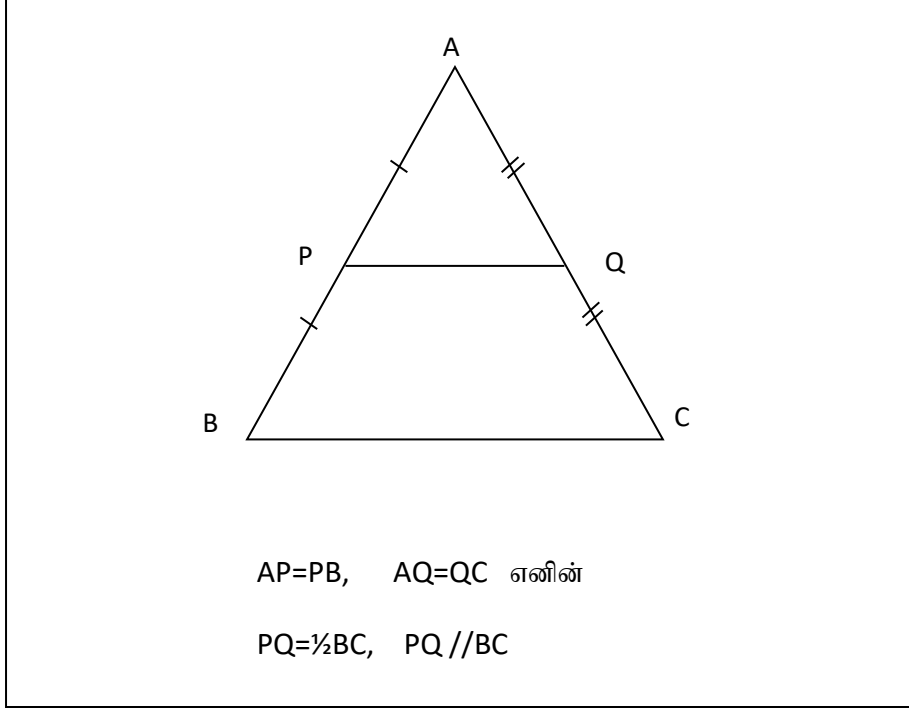 A
P
Q
B
C
AP=PB, AQ=QC எனின்
PQ=½BC, PQ //BC